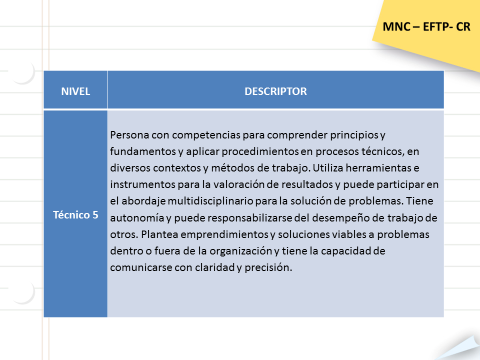 MNC – EFTP- CR
NIVEL
DESCRIPTOR
Técnico 5
Persona con competencias para comprender principios y
fundamentos y aplicar procedimientos en procesos técnicos, en
diversos contextos y métodos de trabajo. Utiliza herramientas e
instrumentos para la valoración de resultados y puede participar en
el abordaje multidisciplinario para la solución de problemas. Tiene
autonomía y puede responsabilizarse del desempeño de trabajo de
otros. Plantea emprendimientos y soluciones viables a problemas
dentro o fuera de la organización y tiene la capacidad de
comunicarse con claridad y precisión.